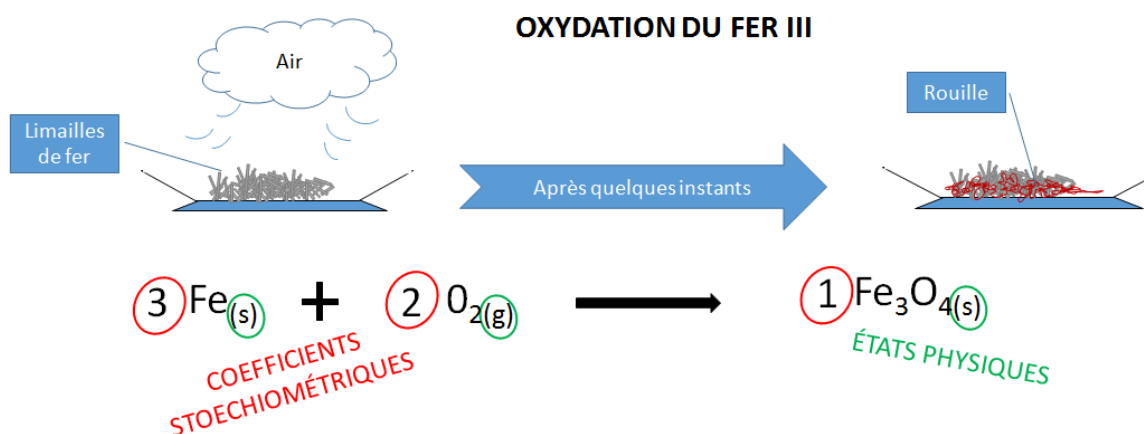 OXYDATION DU FER III
Air
Limailles
de fer
Après quelques instants
Rouille
3 Fe(s) + 2 O₂(g) → 1 Fe₃O₄(s)
COEFFICIENTS
STOECHIOMÉTRIQUES
ÉTATS PHYSIQUES